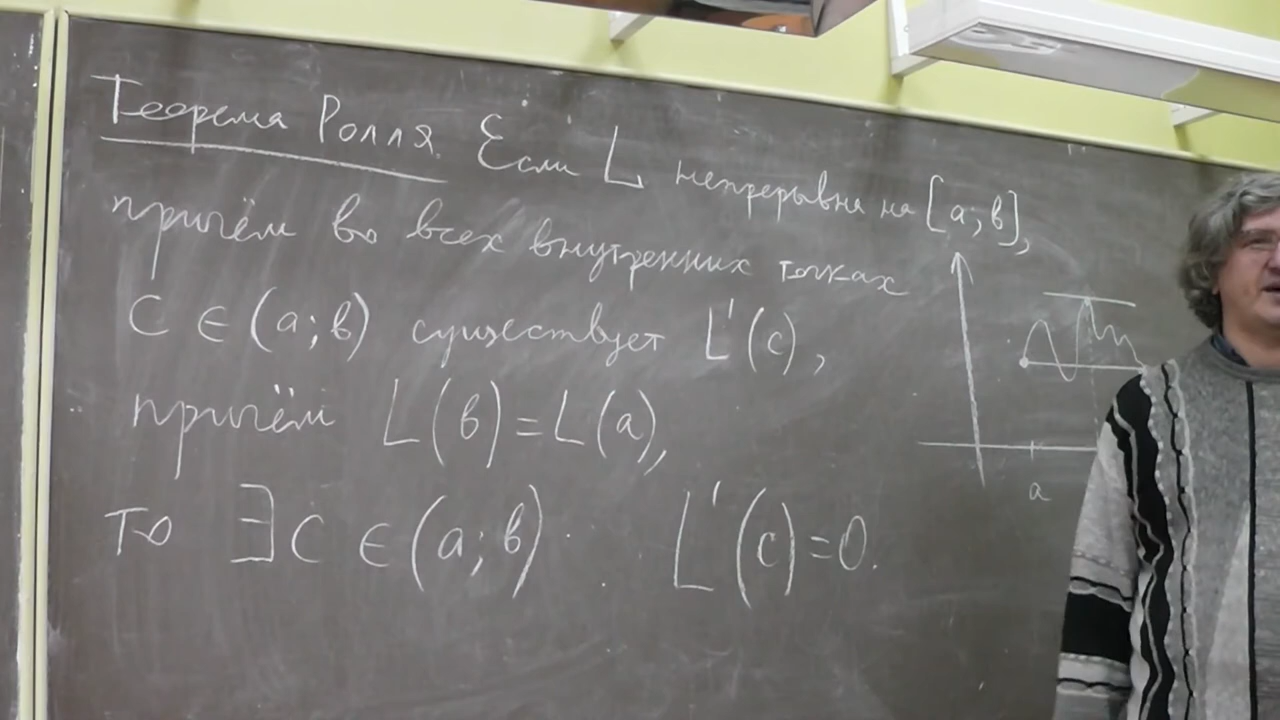 Теорема Ролля. Если L непрерывна на [a; b],
причём во всех внутренних точках
C ∈ (a; b) существует L'(c),
причём L(b) = L(a),
то ∃ C ∈ (a; b) : L'(c) = 0.
a